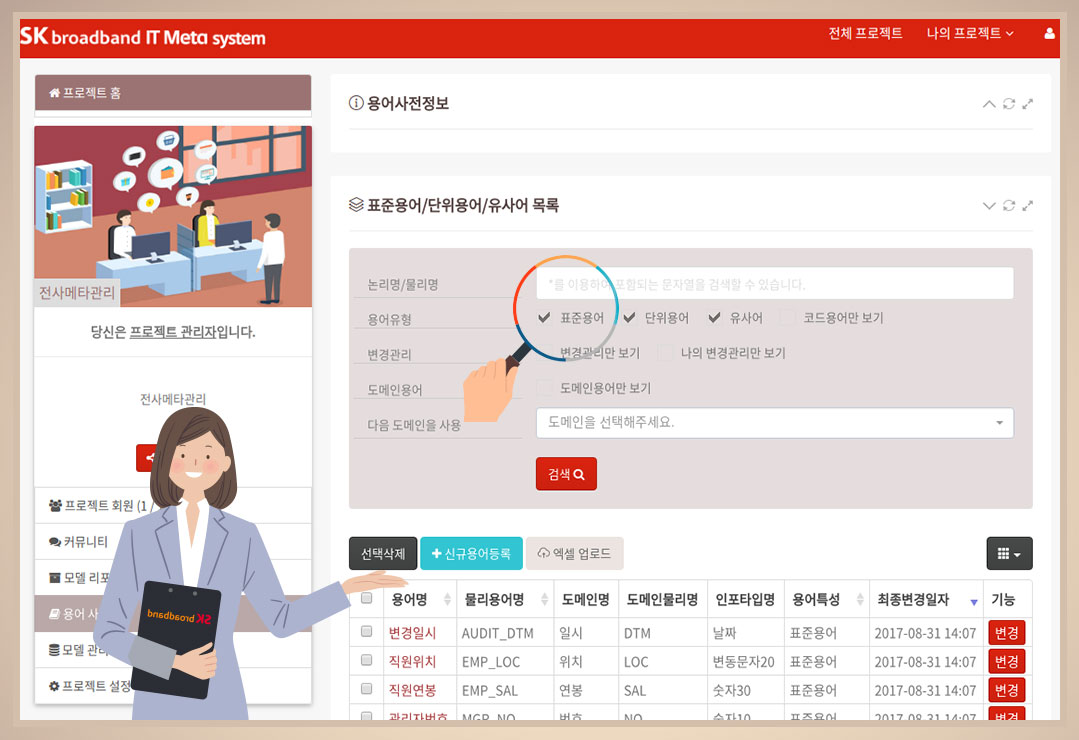 SK broadband IT Meta system
전체 프로젝트
나의 프로젝트
프로젝트 홈
전사메타관리
당신은 프로젝트 관리자입니다.
전사메타관리
프로젝트 회원 (1 /
커뮤니티
모델 리포
용어 사
모델 관리
프로젝트 설정
SK broadband
용어사전정보
표준용어/단위용어/유사어 목록
논리명/물리명
*를 이용하여 포함되는 문자열을 검색할 수 있습니다.
용어유형
표준용어 단위용어 유사어 코드용어만 보기
변경관리
변경관리만 보기 나의 변경관리만 보기
도메인용어
도메인용어만 보기
다음 도메인을 사용
도메인을 선택해주세요.
검색
선택삭제 신규용어등록 엑셀 업로드
용어명 물리용어명 도메인명 도메인물리명 인포타입명 용어특성 최종변경일자 기능
변경일시 AUDIT_DTM 일시 DTM 날짜 표준용어 2017-08-31 14:07 변경
직원위치 EMP_LOC 위치 LOC 변동문자20 표준용어 2017-08-31 14:07 변경
직원연봉 EMP_SAL 연봉 SAL 숫자30 표준용어 2017-08-31 14:07 변경
관리자번호 MGR_NO 번호 NO 숫자10 표준용어 2017-08-31 14:07 변경